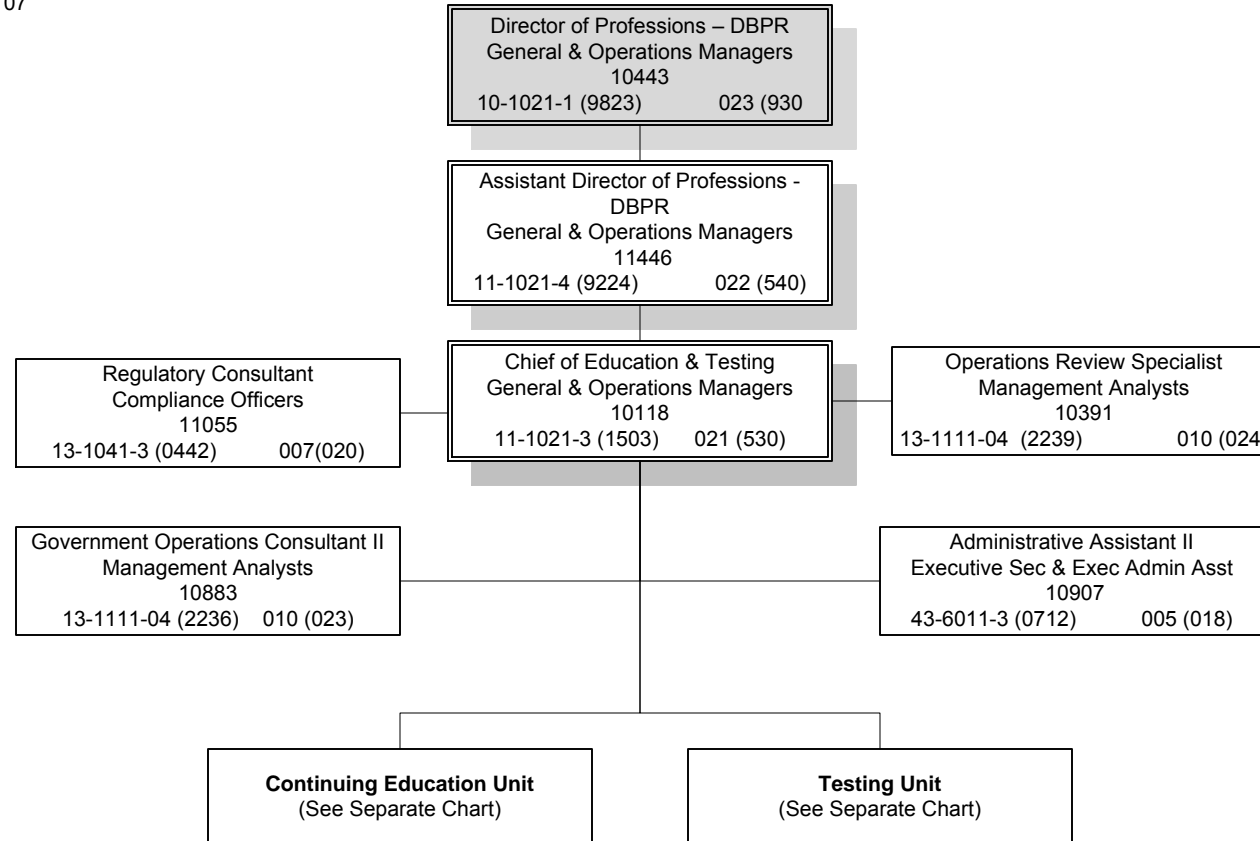 07
Director of Professions – DBPR
General & Operations Managers
10443
10-1021-1 (9823) 023 (930
Assistant Director of Professions -
DBPR
General & Operations Managers
11446
11-1021-4 (9224) 022 (540)
Chief of Education & Testing
General & Operations Managers
10118
11-1021-3 (1503) 021 (530)
Regulatory Consultant
Compliance Officers
11055
13-1041-3 (0442) 007(020)
Operations Review Specialist
Management Analysts
10391
13-1111-04 (2239) 010 (024
Government Operations Consultant II
Management Analysts
10883
13-1111-04 (2236) 010 (023)
Administrative Assistant II
Executive Sec & Exec Admin Asst
10907
43-6011-3 (0712) 005 (018)
Continuing Education Unit
(See Separate Chart)
Testing Unit
(See Separate Chart)